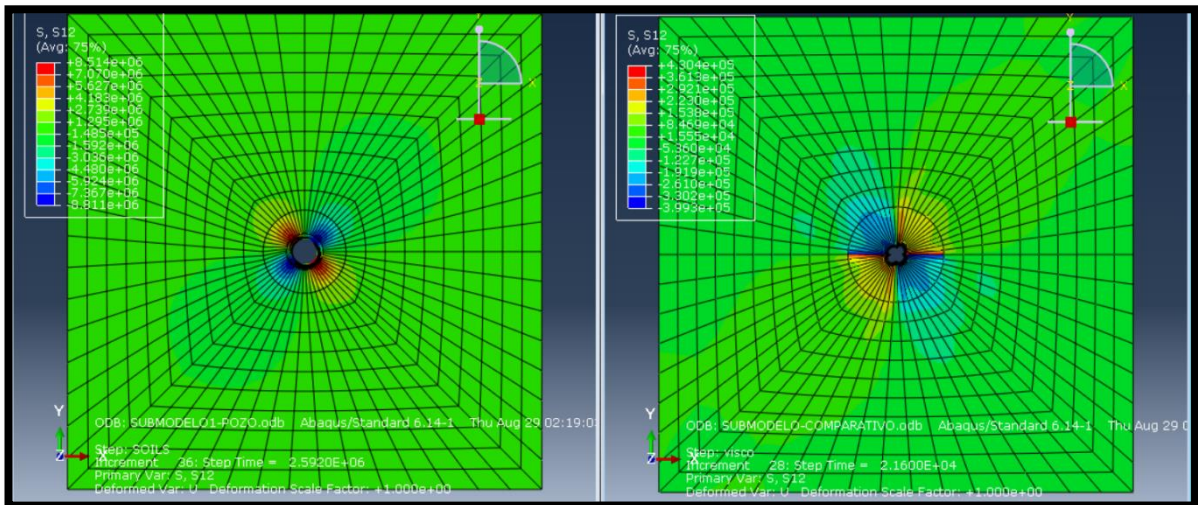 S, S12
(Avg: 75%)
+8.514e+06
+7.070e+06
+5.627e+06
+4.183e+06
+2.739e+06
+1.295e+06
-1.485e+05
-1.592e+06
-3.036e+06
-4.480e+06
-5.924e+06
-7.367e+06
-8.811e+06
Y
Z
X
ODB: SUBMODELO1-POZO.odb Abaqus/Standard 6.14-1 Thu Aug 29 02:19:03
Step: SOILS
Increment 36: Step Time = 2.5920E+06
Primary Var: S, S12
Deformed Var: U Deformation Scale Factor: +1.000e+00
Y
Z
X
S, S12
(Avg: 75%)
+4.304e+05
+3.613e+05
+2.921e+05
+2.230e+05
+1.538e+05
+8.469e+04
+1.555e+04
-5.360e+04
-1.227e+05
-1.919e+05
-2.610e+05
-3.302e+05
-3.993e+05
Y
Z
X
ODB: SUBMODELO-COMPARATIVO.odb Abaqus/Standard 6.14-1 Thu Aug 29 0
Step: visco
Increment 28: Step Time = 2.1600E+04
Primary Var: S, S12
Deformed Var: U Deformation Scale Factor: +1.000e+00
Y
Z
X